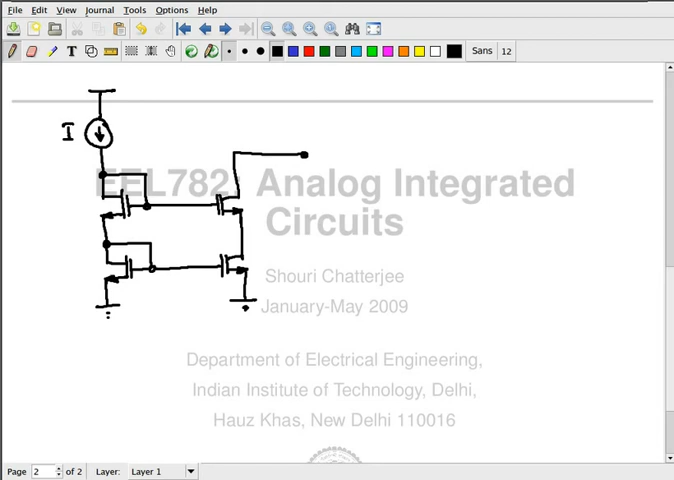 File Edit View Journal Tools Options Help
Sans 12
I
EEL782: Analog Integrated
Circuits
Shouri Chatterjee
January-May 2009
Department of Electrical Engineering,
Indian Institute of Technology, Delhi,
Hauz Khas, New Delhi 110016
Page 2 of 2 Layer: Layer 1